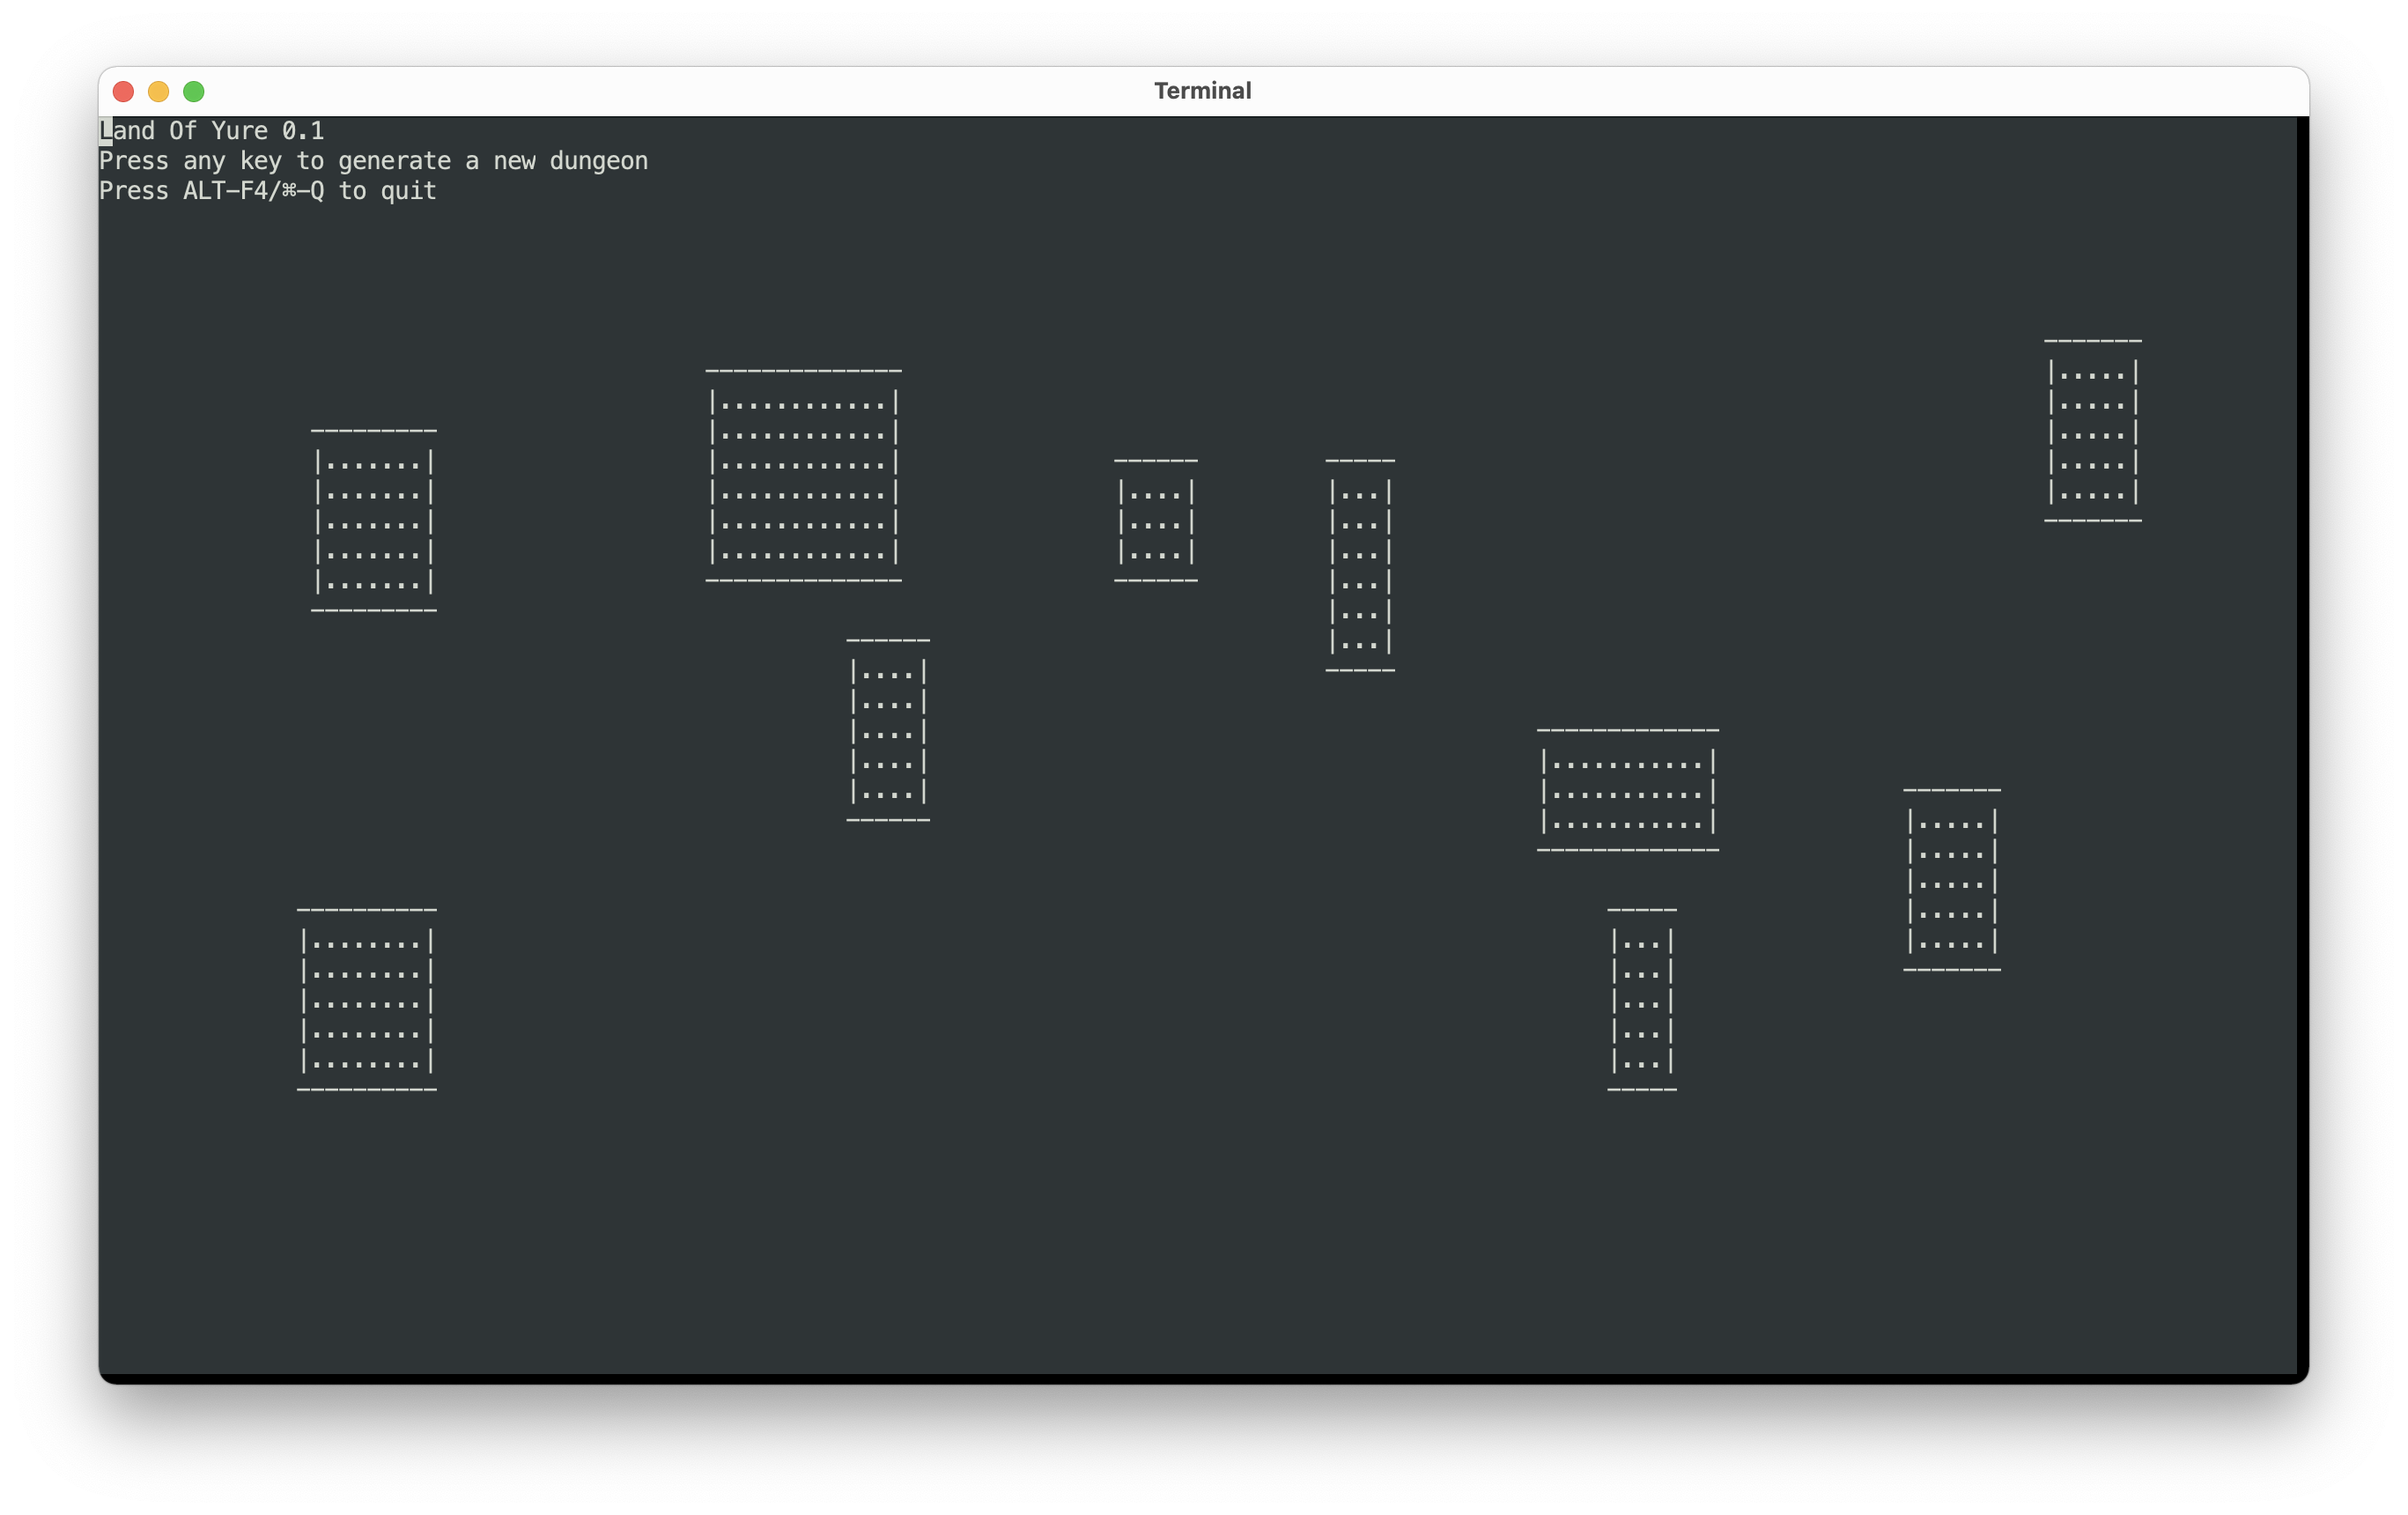 Terminal
Land Of Yure 0.1
Press any key to generate a new dungeon
Press ALT-F4/⌘-Q to quit